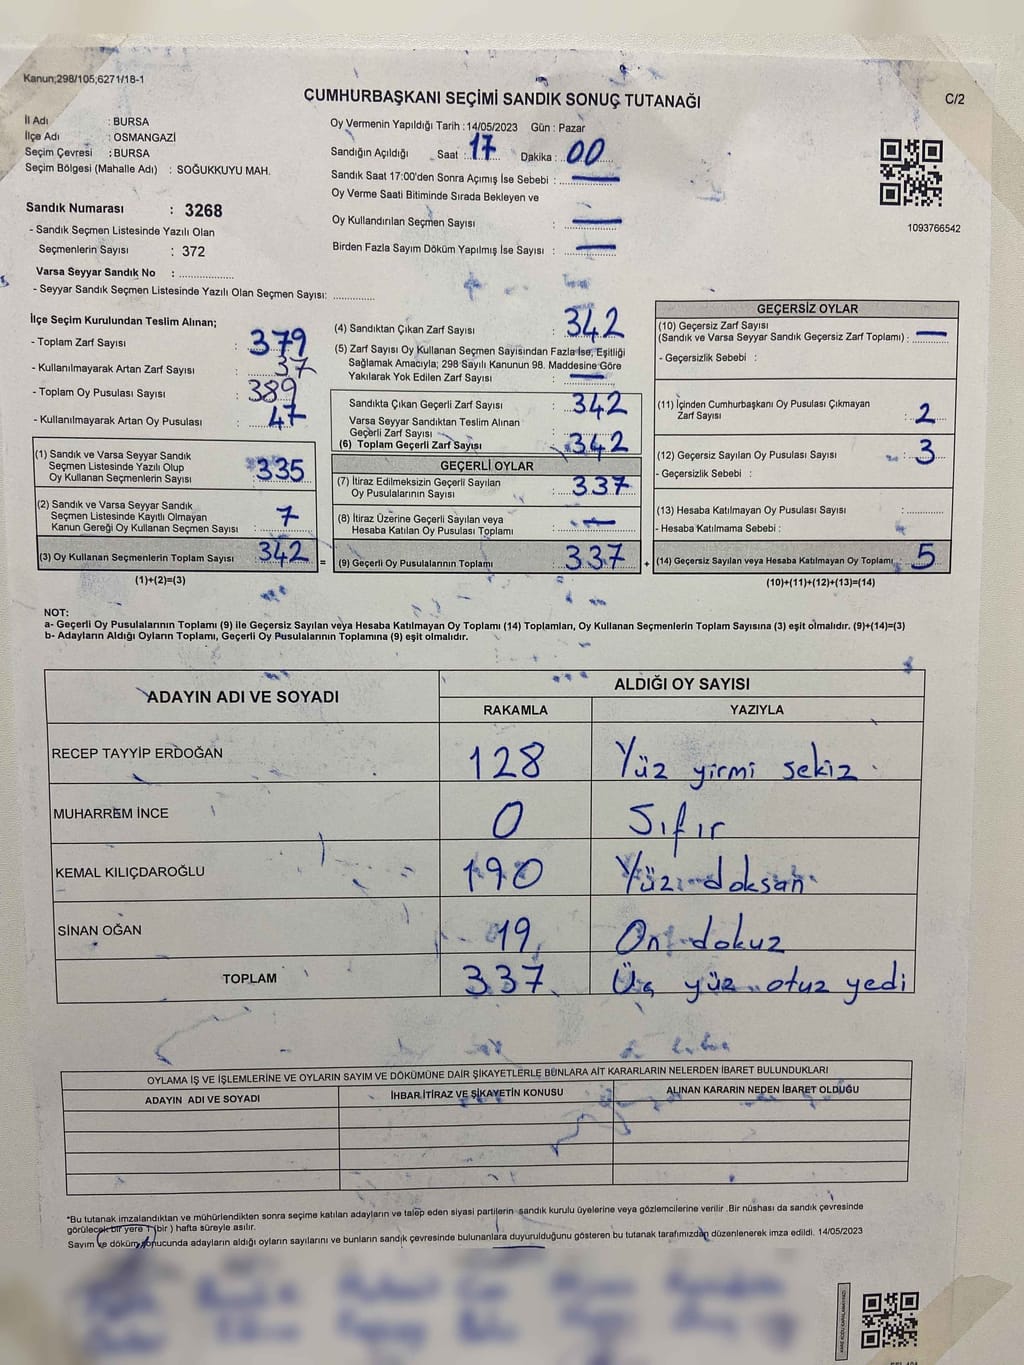 Kanun;298/105;6271/18-1
CUMHURBAŞKANI SEÇİMİ SANDIK SONUÇ TUTANAĞI
C/2
İl Adı : BURSA
İlçe Adı : OSMANGAZİ
Seçim Çevresi : BURSA
Seçim Bölgesi (Mahalle Adı) : SOĞUKKUYU MAH.
Sandık Numarası : 3268
- Sandık Seçmen Listesinde Yazılı Olan
Seçmenlerin Sayısı : 372
Varsa Seyyar Sandık No : ................
- Seyyar Sandık Seçmen Listesinde Yazılı Olan Seçmen Sayısı: ............
Oy Vermenin Yapıldığı Tarih :14/05/2023 Gün : Pazar
Sandığın Açıldığı Saat : 17 Dakika : 00
Sandık Saat 17:00'den Sonra Açımış İse Sebebi : —
Oy Verme Saati Bitiminde Sırada Bekleyen ve
Oy Kullandırılan Seçmen Sayısı : —
Birden Fazla Sayım Döküm Yapılmış İse Sayısı : —
1093766542
İlçe Seçim Kurulundan Teslim Alınan;
- Toplam Zarf Sayısı : 379
- Kullanılmayarak Artan Zarf Sayısı : 37
- Toplam Oy Pusulası Sayısı : 389
- Kullanılmayarak Artan Oy Pusulası : 47
(1) Sandık ve Varsa Seyyar Sandık
Seçmen Listesinde Yazılı Olup
Oy Kullanan Seçmenlerin Sayısı : 335
(2) Sandık ve Varsa Seyyar Sandık
Seçmen Listesinde Kayıtlı Olmayan
Kanun Gereği Oy Kullanan Seçmen Sayısı : 7
(3) Oy Kullanan Seçmenlerin Toplam Sayısı : 342 =
(1)+(2)=(3)
(4) Sandıktan Çıkan Zarf Sayısı : 342
(5) Zarf Sayısı Oy Kullanan Seçmen Sayısından Fazla İse, Eşitliği
Sağlamak Amacıyla; 298 Sayılı Kanunun 98. Maddesine Göre
Yakılarak Yok Edilen Zarf Sayısı : —
Sandıkta Çıkan Geçerli Zarf Sayısı : 342
Varsa Seyyar Sandıktan Teslim Alınan
Geçerli Zarf Sayısı :
(6) Toplam Geçerli Zarf Sayısı : 342
GEÇERLİ OYLAR
(7) İtiraz Edilmeksizin Geçerli Sayılan
Oy Pusulalarının Sayısı : 337
(8) İtiraz Üzerine Geçerli Sayılan veya
Hesaba Katılan Oy Pusulaları Toplamı : —
(9) Geçerli Oy Pusulalarının Toplamı : 337 +
GEÇERSİZ OYLAR
(10) Geçersiz Zarf Sayısı
(Sandık ve Varsa Seyyar Sandık Geçersiz Zarf Toplamı) : —
- Geçersizlik Sebebi :
(11) İçinden Cumhurbaşkanı Oy Pusulası Çıkmayan
Zarf Sayısı : 2
(12) Geçersiz Sayılan Oy Pusulası Sayısı : 3
- Geçersizlik Sebebi :
(13) Hesaba Katılmayan Oy Pusulası Sayısı : ..........
- Hesaba Katılmama Sebebi :
(14) Geçersiz Sayılan veya Hesaba Katılmayan Oy Toplamı : 5
(10)+(11)+(12)+(13)=(14)
NOT:
a- Geçerli Oy Pusulalarının Toplamı (9) ile Geçersiz Sayılan veya Hesaba Katılmayan Oy Toplamı (14) Toplamları, Oy Kullanan Seçmenlerin Toplam Sayısına (3) eşit olmalıdır. (9)+(14)=(3)
b- Adayların Aldığı Oyların Toplamı, Geçerli Oy Pusulalarının Toplamına (9) eşit olmalıdır.
ADAYIN ADI VE SOYADI
ALDIĞI OY SAYISI
RAKAMLA YAZIYLA
RECEP TAYYİP ERDOĞAN 128 Yüz yirmi sekiz
MUHARREM İNCE 0 Sıfır
KEMAL KILIÇDAROĞLU 190 Yüz doksan
SİNAN OĞAN 19 On dokuz
TOPLAM 337 Üç yüz otuz yedi
OYLAMA İŞ VE İŞLEMLERİNE VE OYLARIN SAYIM VE DÖKÜMÜNE DAİR ŞİKAYETLERLE BUNLARA AİT KARARLARIN NELERDEN İBARET BULUNDUKLARI
ADAYIN ADI VE SOYADI İHBAR İTİRAZ VE ŞİKAYETİN KONUSU ALINAN KARARIN NEDEN İBARET OLDUĞU
*Bu tutanak imzalandıktan ve mühürlendikten sonra seçime katılan adayların ve talep eden siyasi partilerin sandık kurulu üyelerine veya gözlemcilerine verilir .Bir nüshası da sandık çevresinde
görülecek bir yere 1 (bir ) hafta süreyle asılır.
Sayım ve döküm sonucunda adayların aldığı oyların sayılarını ve bunların sandık çevresinde bulunanlara duyurulduğunu gösteren bu tutanak tarafımızdan düzenlenerek imza edildi. 14/05/2023